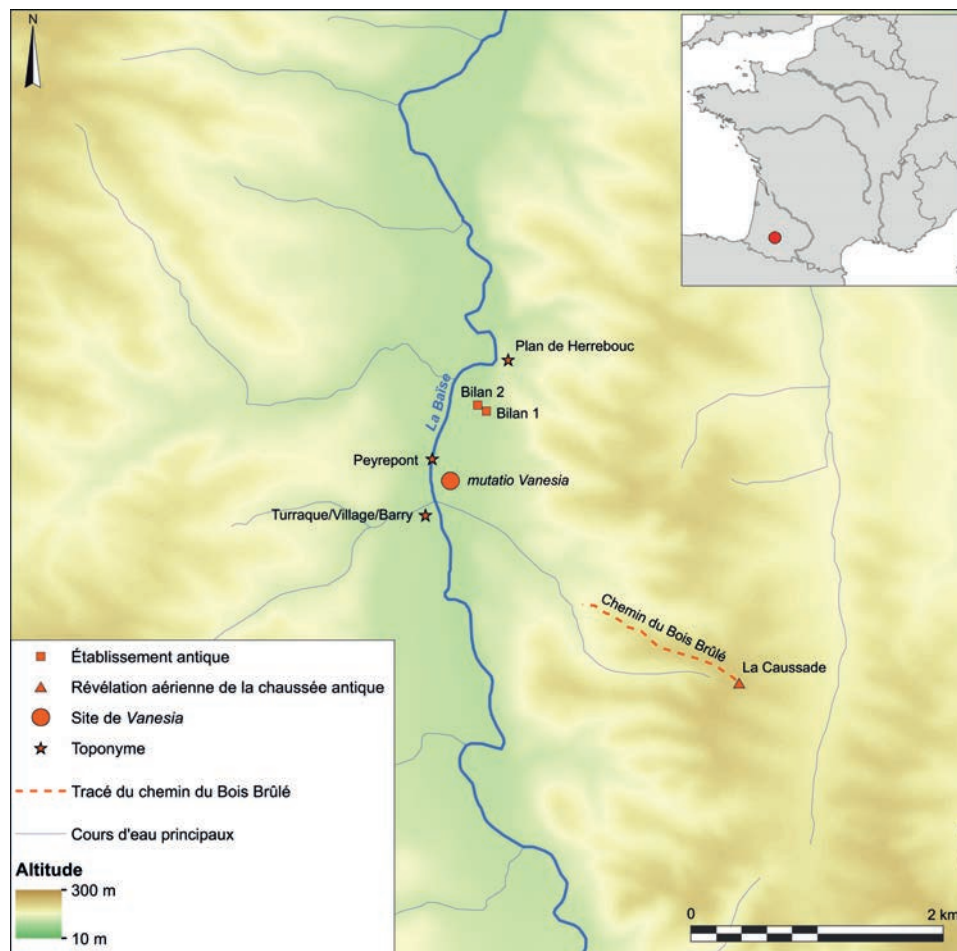 N
Plan de Herrebouc
La Baïse
Bilan 2
Bilan 1
Peyrepont
mutatio Vanesia
Turraque/Village/Barry
Chemin du Bois Brûlé
La Caussade
Établissement antique
Révélation aérienne de la chaussée antique
Site de Vanesia
Toponyme
Tracé du chemin du Bois Brûlé
Cours d'eau principaux
Altitude
300 m
10 m
0 2 km